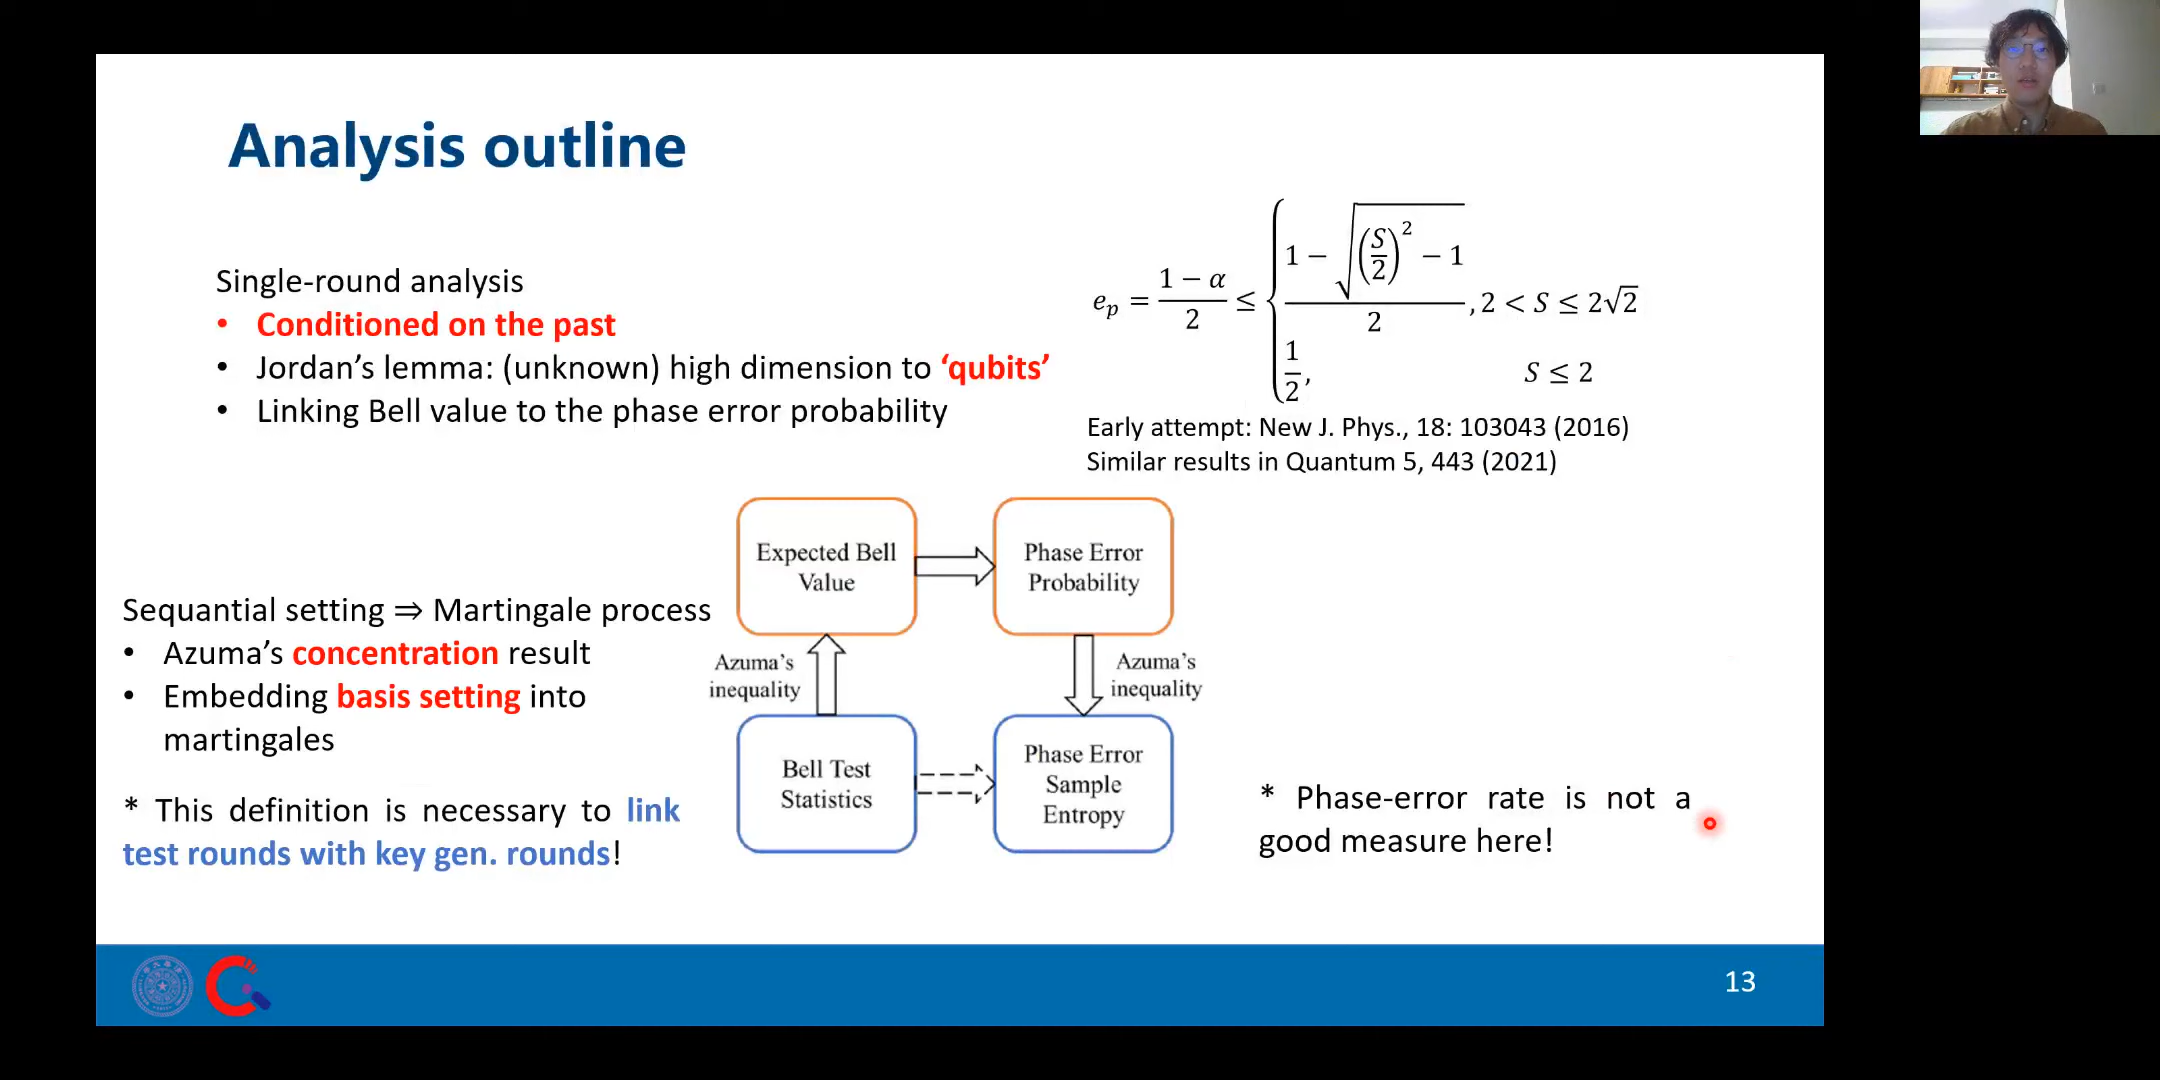 Analysis outline
Single-round analysis
• Conditioned on the past
• Jordan's lemma: (unknown) high dimension to 'qubits'
• Linking Bell value to the phase error probability
e_p = (1 − α)/2 ≤ { (1 − √((S/2)² − 1))/2 , 2 < S ≤ 2√2
1/2, S ≤ 2
Early attempt: New J. Phys., 18: 103043 (2016)
Similar results in Quantum 5, 443 (2021)
Sequantial setting ⇒ Martingale process
• Azuma's concentration result
• Embedding basis setting into
martingales
* This definition is necessary to link
test rounds with key gen. rounds!
Expected Bell
Value
Phase Error
Probability
Azuma's
inequality
Azuma's
inequality
Bell Test
Statistics
Phase Error
Sample
Entropy
* Phase-error rate is not a
good measure here!
13